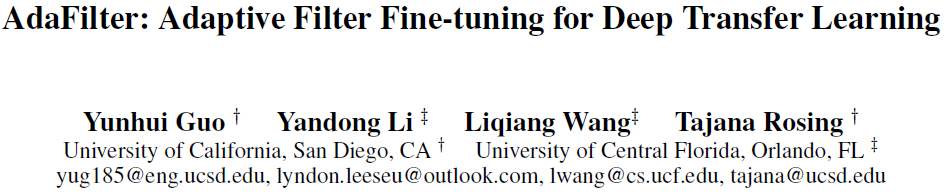 AdaFilter: Adaptive Filter Fine-tuning for Deep Transfer Learning
Yunhui Guo † Yandong Li ‡ Liqiang Wang‡ Tajana Rosing †
University of California, San Diego, CA † University of Central Florida, Orlando, FL ‡
yug185@eng.ucsd.edu, lyndon.leeseu@outlook.com, lwang@cs.ucf.edu, tajana@ucsd.edu